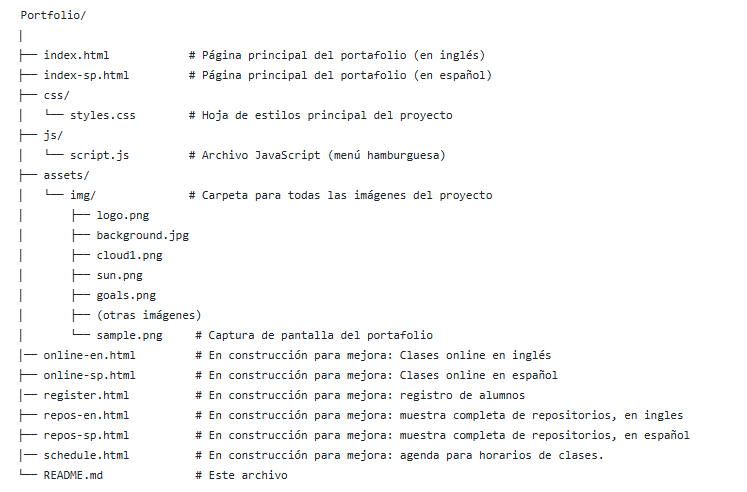 Portfolio/
│
├── index.html            # Página principal del portafolio (en inglés)
├── index-sp.html         # Página principal del portafolio (en español)
├── css/
│   └── styles.css        # Hoja de estilos principal del proyecto
├── js/
│   └── script.js         # Archivo JavaScript (menú hamburguesa)
├── assets/
│   └── img/              # Carpeta para todas las imágenes del proyecto
│       ├── logo.png
│       ├── background.jpg
│       ├── cloud1.png
│       ├── sun.png
│       ├── goals.png
│       ├── (otras imágenes)
│       └── sample.png     # Captura de pantalla del portafolio
|── online-en.html         # En construcción para mejora: Clases online en inglés
├── online-sp.html         # En construcción para mejora: Clases online en español
|── register.html          # En construcción para mejora: registro de alumnos
├── repos-en.html          # En construcción para mejora: muestra completa de repositorios, en ingles
├── repos-sp.html          # En construcción para mejora: muestra completa de repositorios, en español
|── schedule.html          # En construcción para mejora: agenda para horarios de clases.
└── README.md              # Este archivo